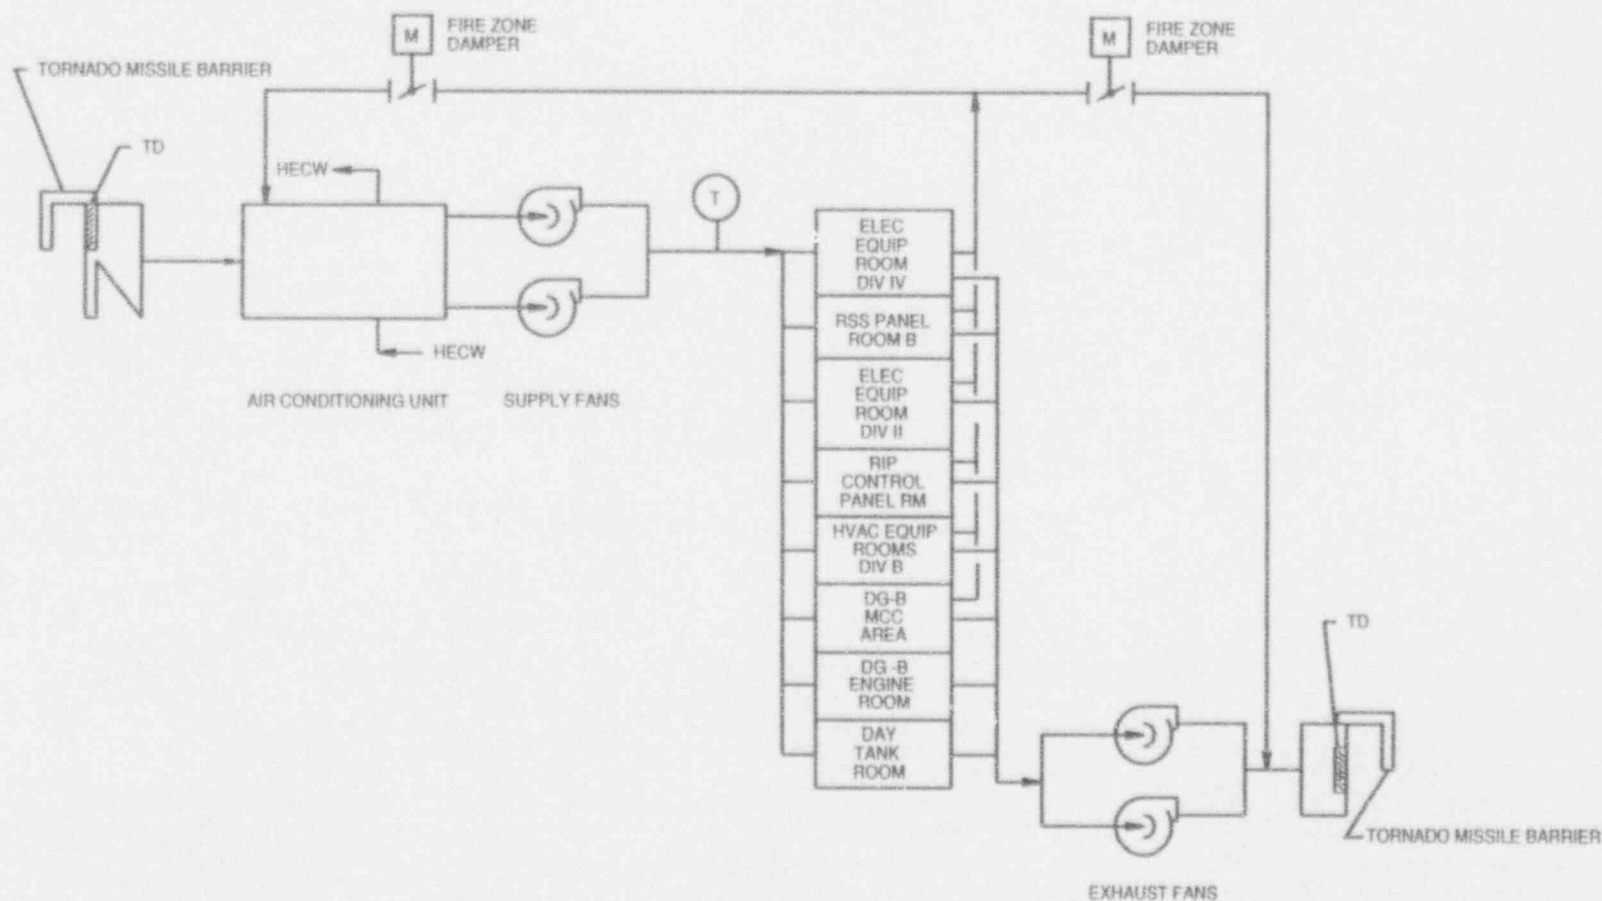 M
FIRE ZONE
DAMPER
M
FIRE ZONE
DAMPER
TORNADO MISSILE BARRIER
TD
HECW
T
HECW
AIR CONDITIONING UNIT
SUPPLY FANS
ELEC
EQUIP
ROOM
DIV IV
RSS PANEL
ROOM B
ELEC
EQUIP
ROOM
DIV II
RIP
CONTROL
PANEL RM
HVAC EQUIP
ROOMS
DIV B
DG-B
MCC
AREA
DG -B
ENGINE
ROOM
DAY
TANK
ROOM
TD
TORNADO MISSILE BARRIER
EXHAUST FANS